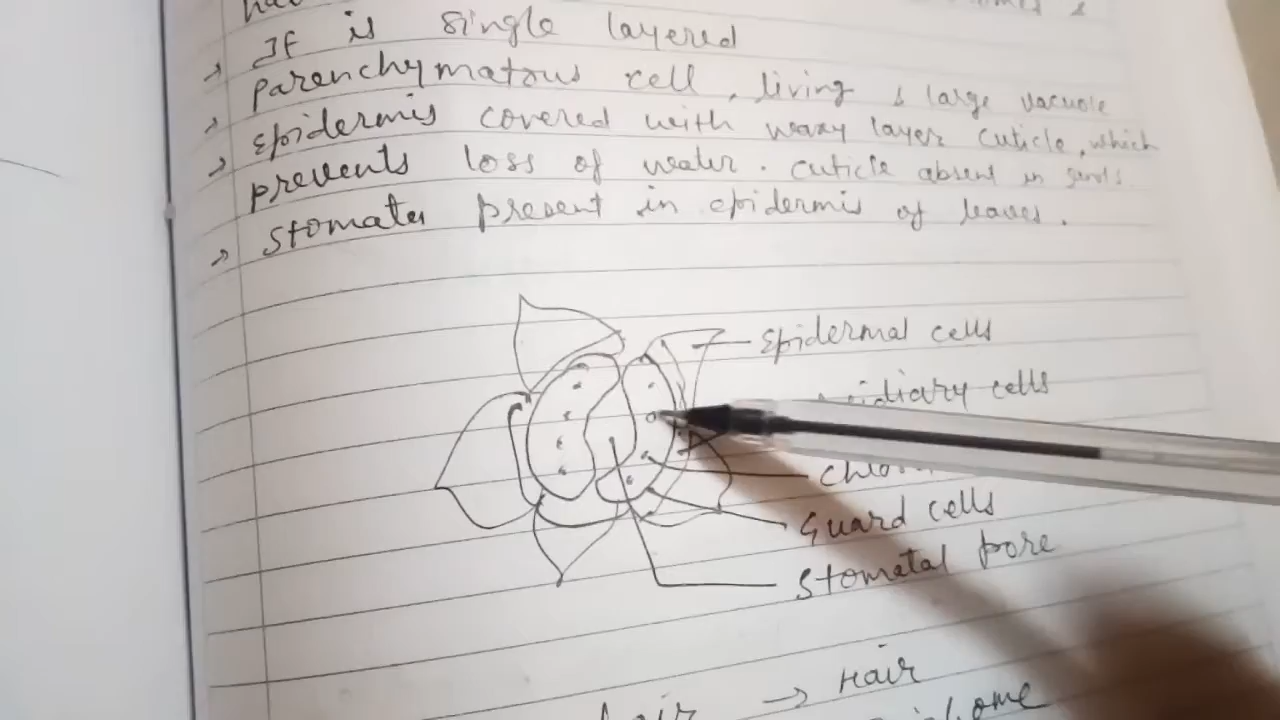 → It is single layered
→ parenchymatous cell, living & large vacuole
→ Epidermis covered with waxy layer cuticle, which
prevents loss of water. cuticle absent in
→ Stomata present in epidermis of leaves.
Epidermal cells
cells
Guard cells
Stomatal pore
→ Hair